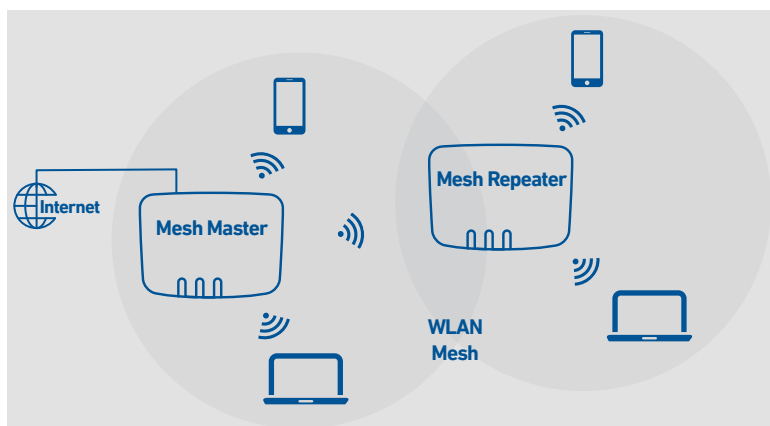 Internet
Mesh Master
Mesh Repeater
WLAN
Mesh